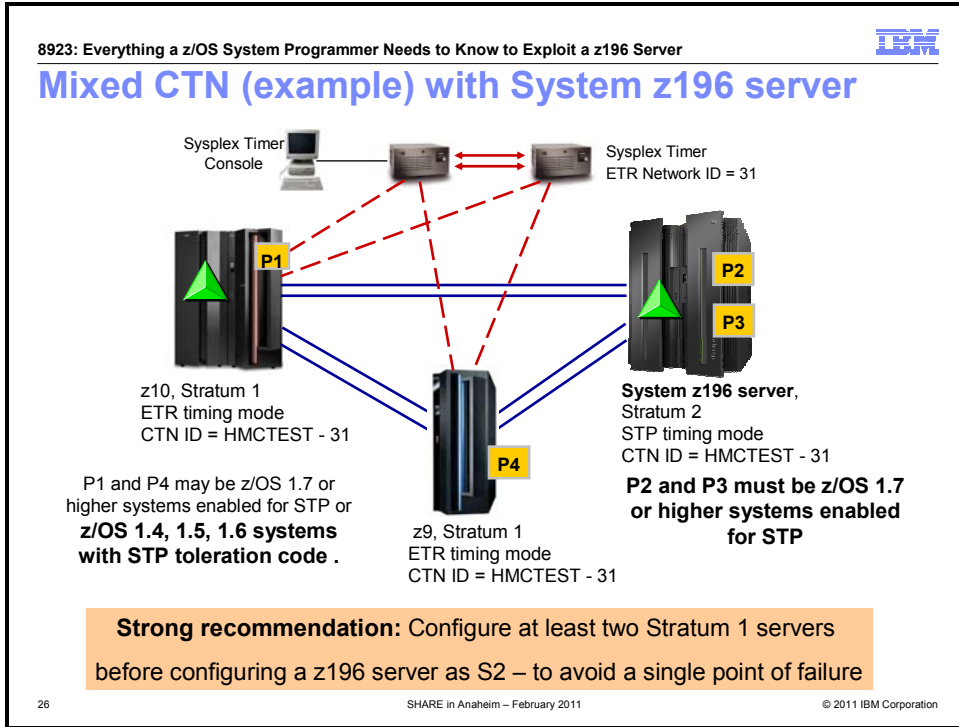 8923: Everything a z/OS System Programmer Needs to Know to Exploit a z196 Server
IBM
Mixed CTN (example) with System z196 server
Sysplex Timer
Console
Sysplex Timer
ETR Network ID = 31
P1
P2
P3
z10, Stratum 1
ETR timing mode
CTN ID = HMCTEST - 31
System z196 server,
Stratum 2
STP timing mode
CTN ID = HMCTEST - 31
P4
P1 and P4 may be z/OS 1.7 or
higher systems enabled for STP or
z/OS 1.4, 1.5, 1.6 systems
with STP toleration code .
P2 and P3 must be z/OS 1.7
or higher systems enabled
for STP
z9, Stratum 1
ETR timing mode
CTN ID = HMCTEST - 31
Strong recommendation: Configure at least two Stratum 1 servers
before configuring a z196 server as S2 – to avoid a single point of failure
26
SHARE in Anaheim – February 2011
© 2011 IBM Corporation